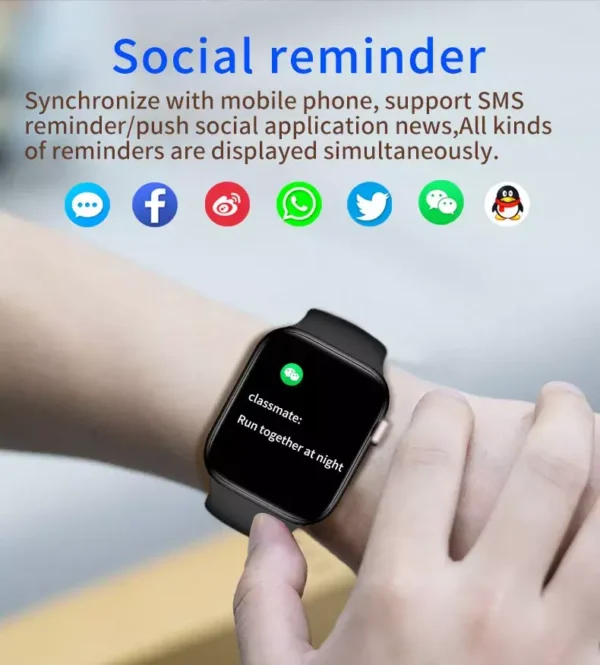 Social reminder
Synchronize with mobile phone, support SMS
reminder/push social application news,All kinds
of reminders are displayed simultaneously.
classmate:
Run together at night